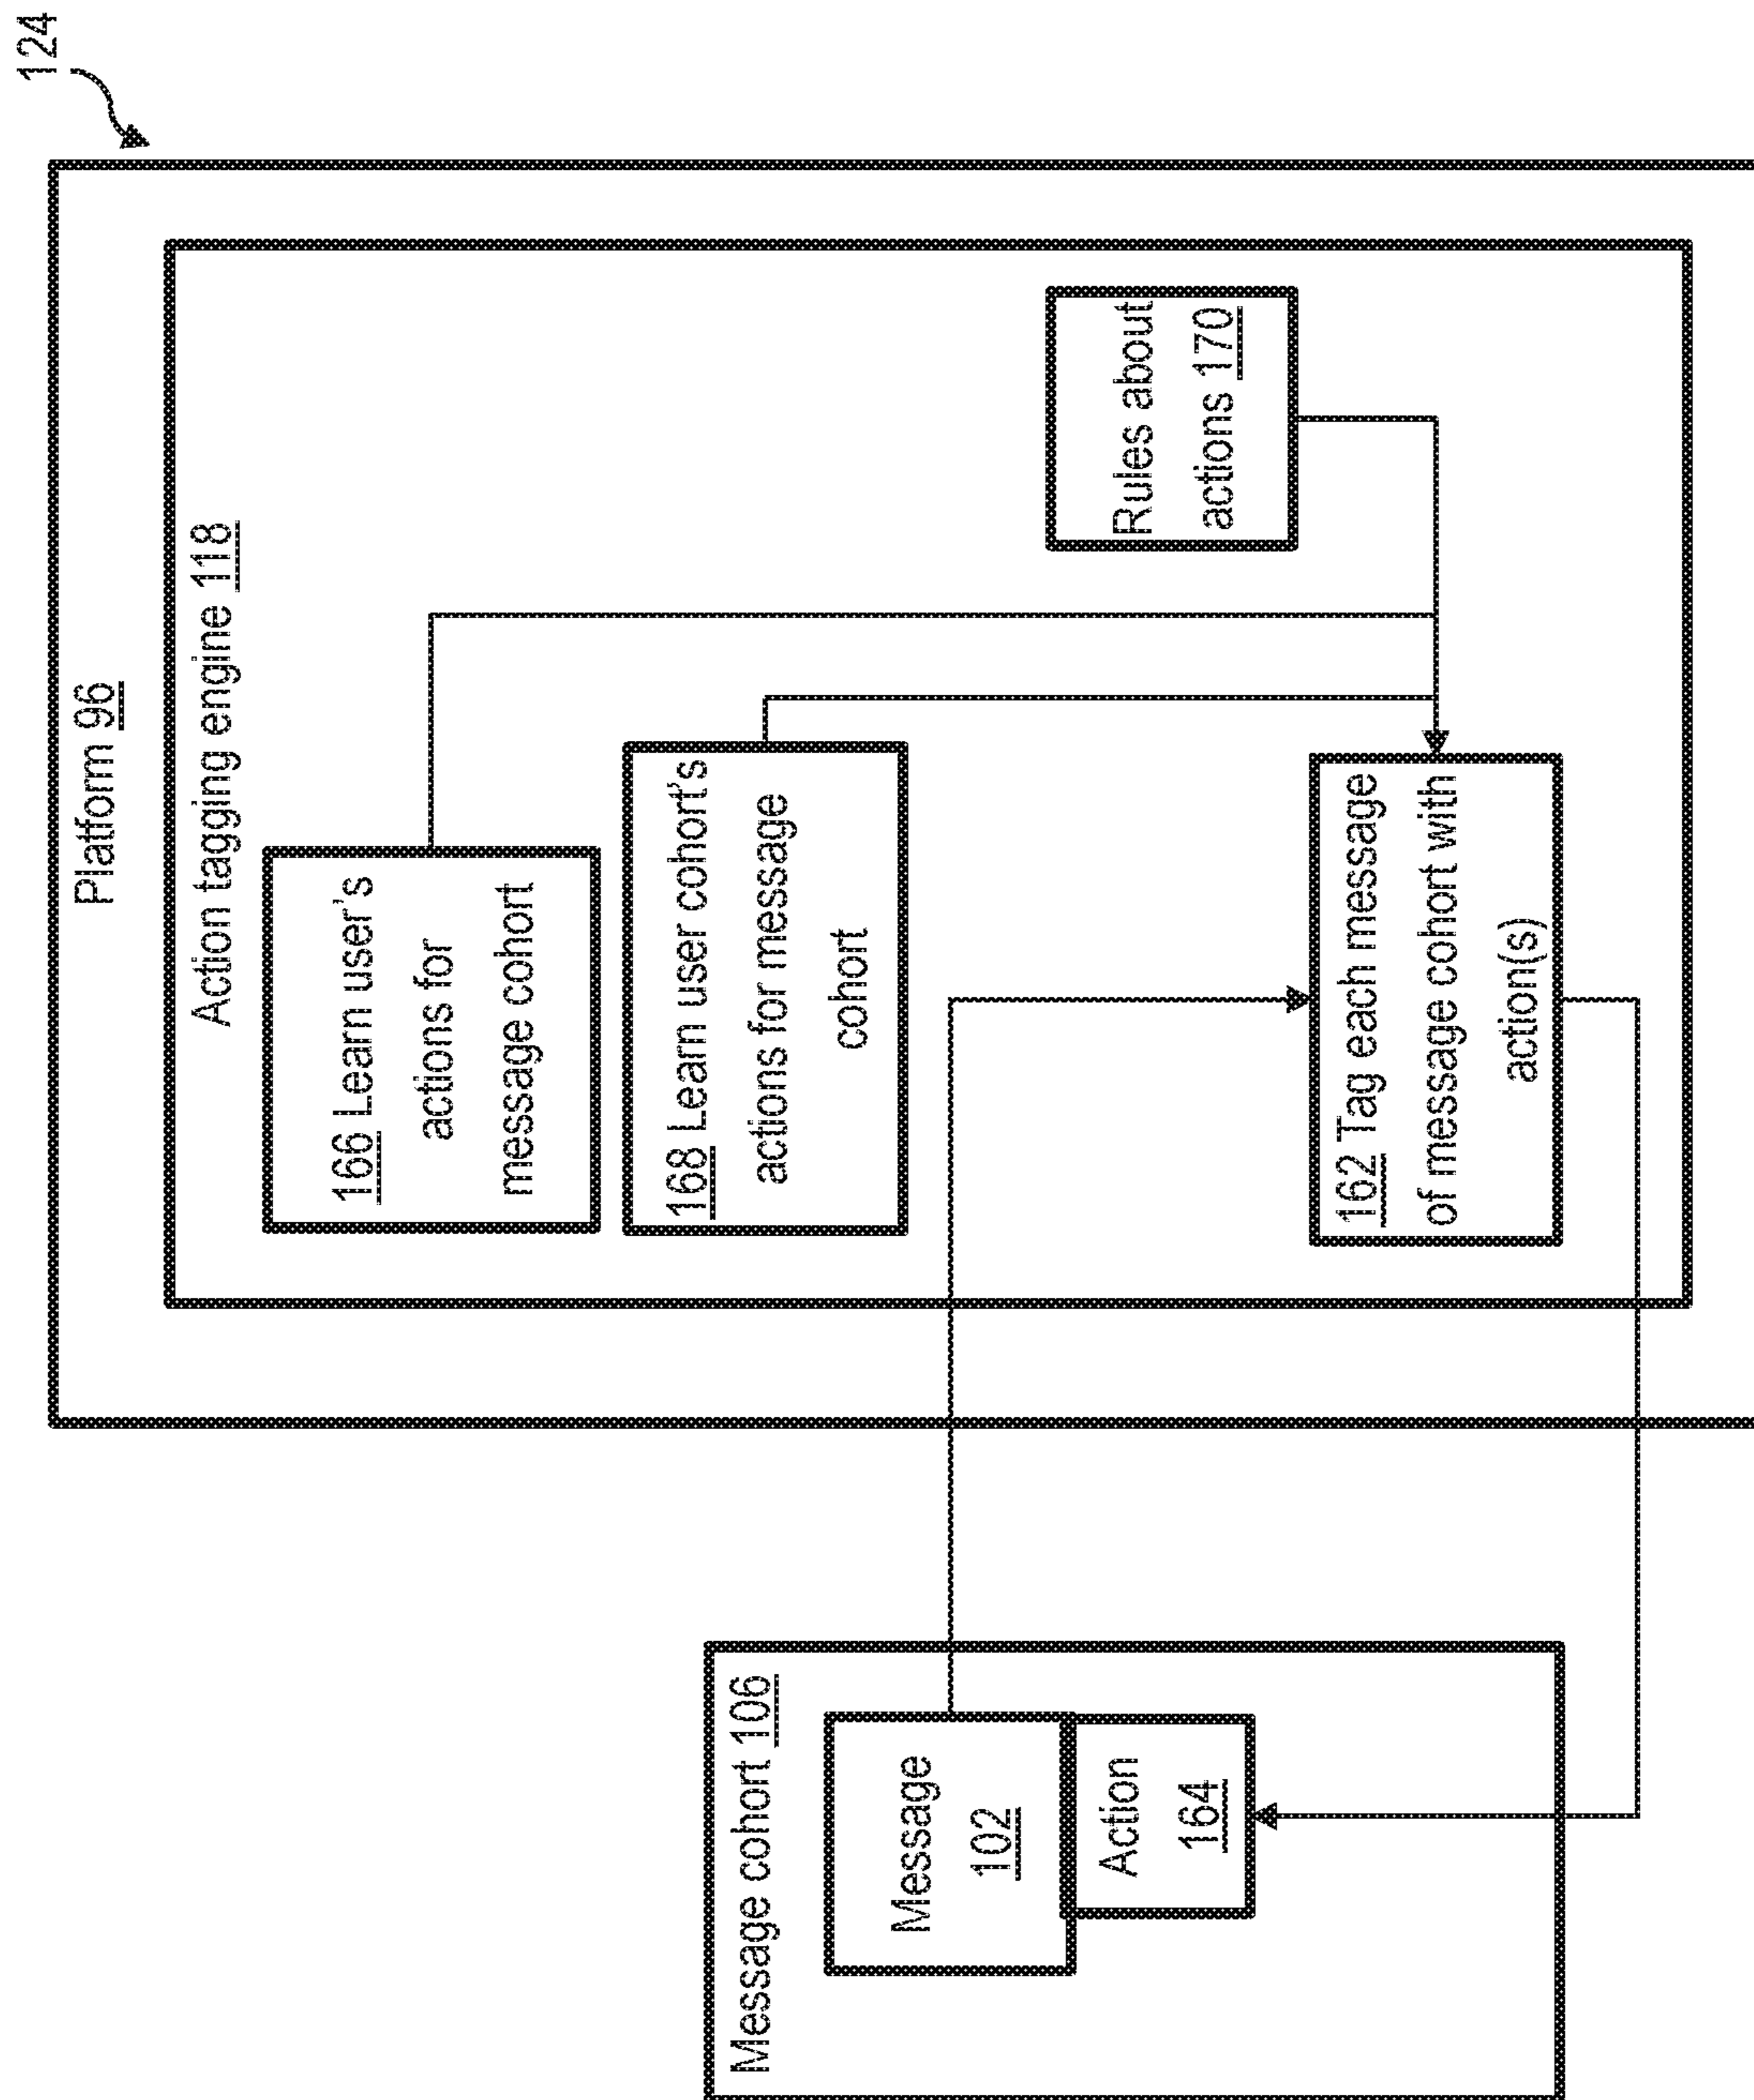 124
Platform 96
Action tagging engine 118
166 Learn user's
actions for
message cohort
168 Learn user cohort's
actions for message
cohort
Rules about
actions 170
162 Tag each message
of message cohort with
action(s)
Message cohort 106
Message
102
Action
164